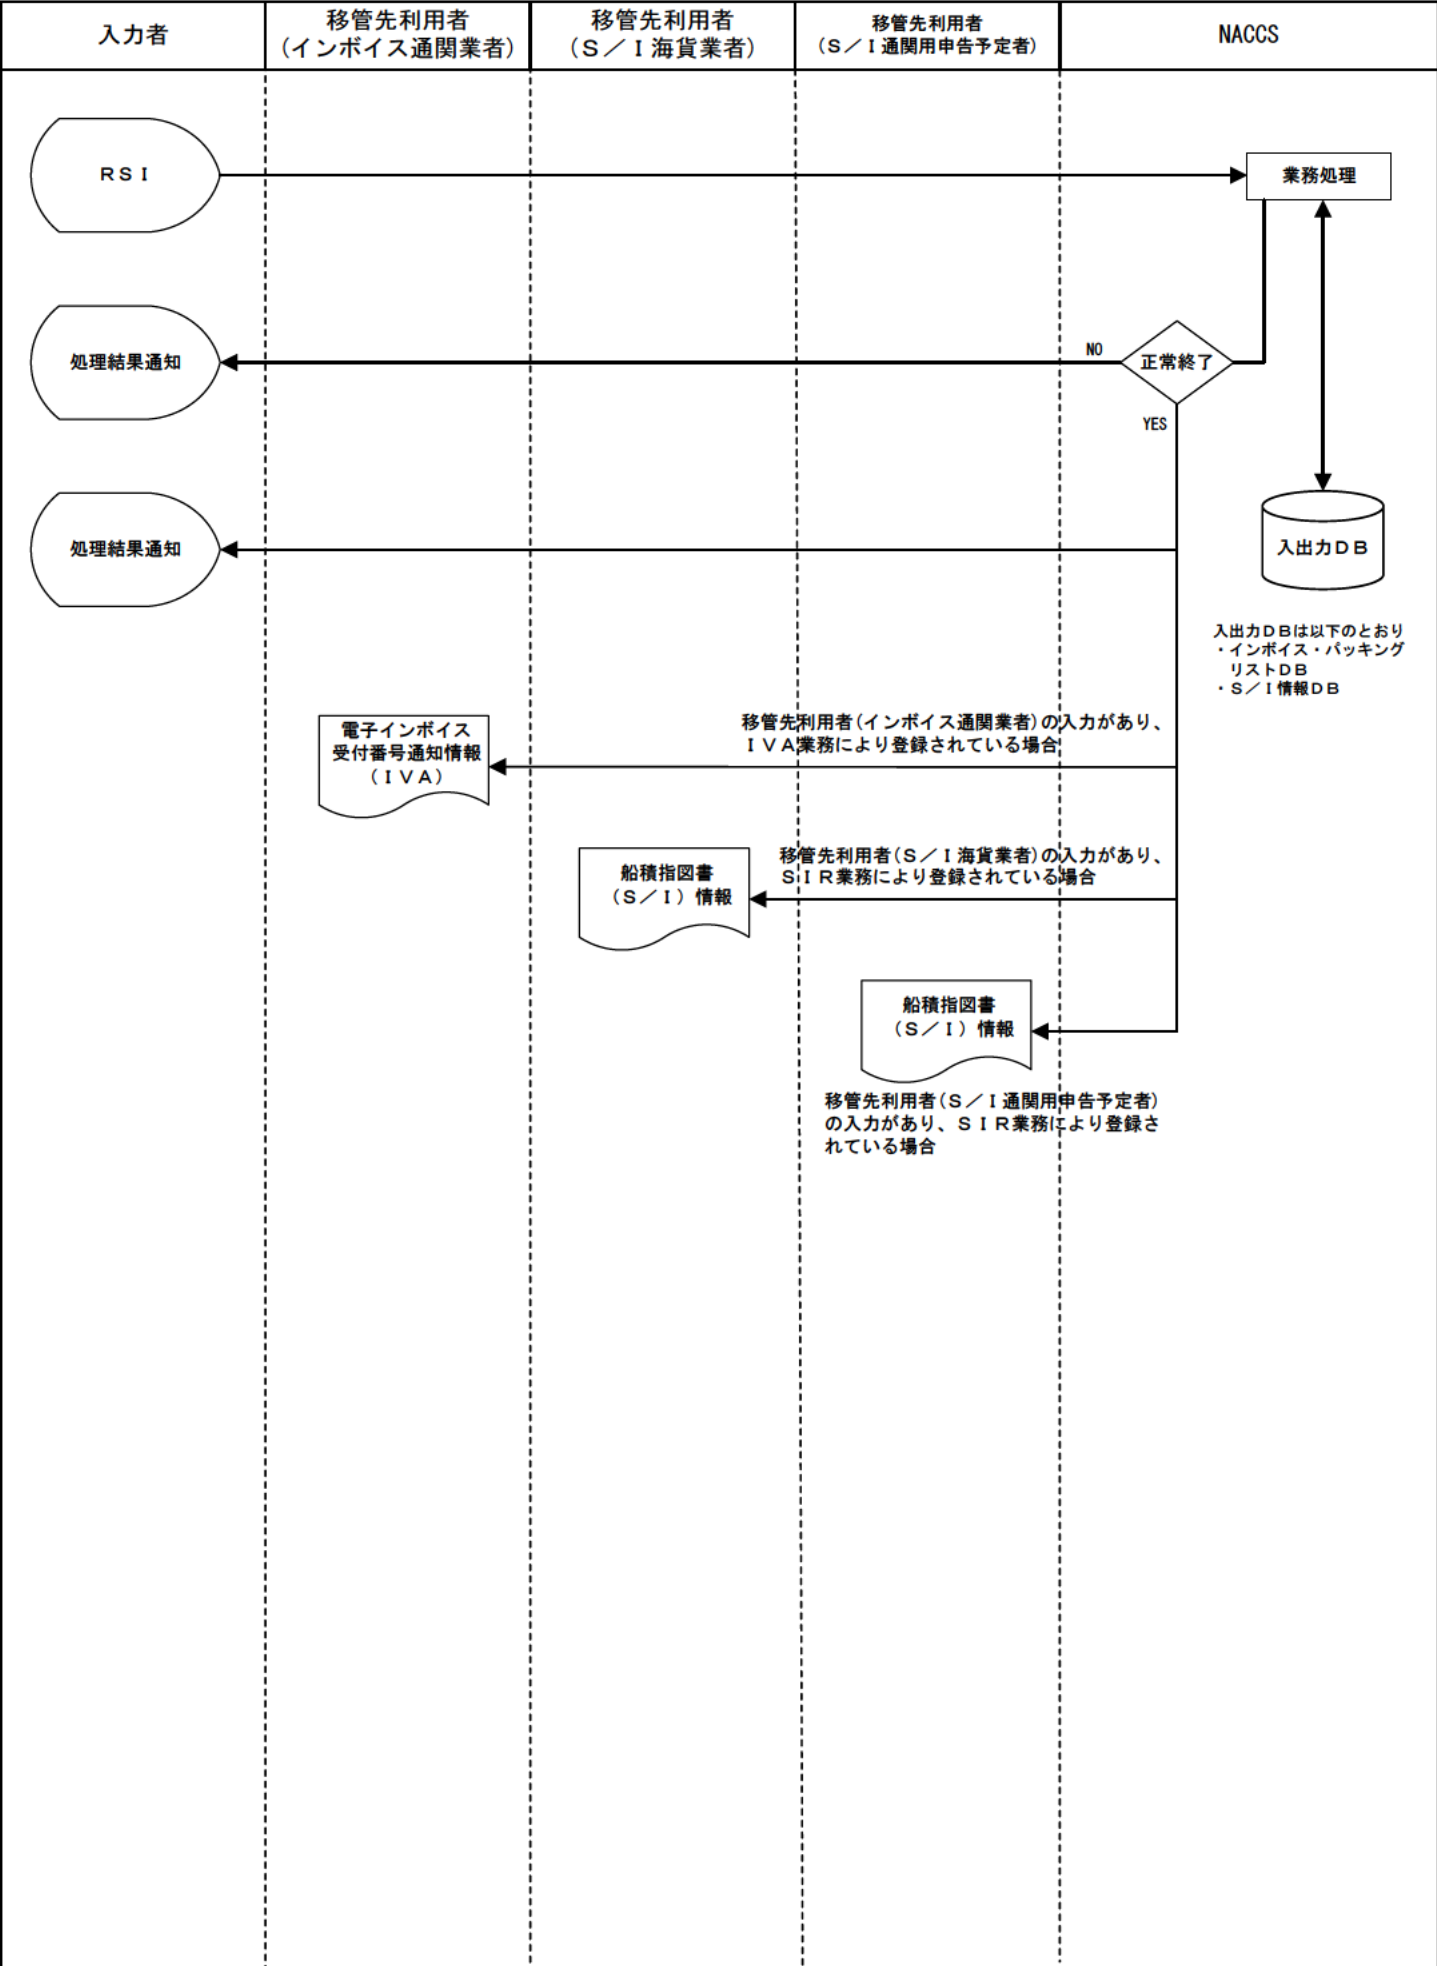 入力者
移管先利用者
（インボイス通関業者）
移管先利用者
（Ｓ／Ｉ海貨業者）
移管先利用者
（Ｓ／Ｉ通関用申告予定者）
NACCS
ＲＳＩ
業務処理
処理結果通知
NO
正常終了
YES
処理結果通知
入出力ＤＢ
入出力ＤＢは以下のとおり
・インボイス・パッキング
リストＤＢ
・Ｓ／Ｉ情報ＤＢ
電子インボイス
受付番号通知情報
（ＩＶＡ）
移管先利用者（インボイス通関業者）の入力があり、
ＩＶＡ業務により登録されている場合
船積指図書
（Ｓ／Ｉ）情報
移管先利用者（Ｓ／Ｉ海貨業者）の入力があり、
ＳＩＲ業務により登録されている場合
船積指図書
（Ｓ／Ｉ）情報
移管先利用者（Ｓ／Ｉ通関用申告予定者）
の入力があり、ＳＩＲ業務により登録さ
れている場合